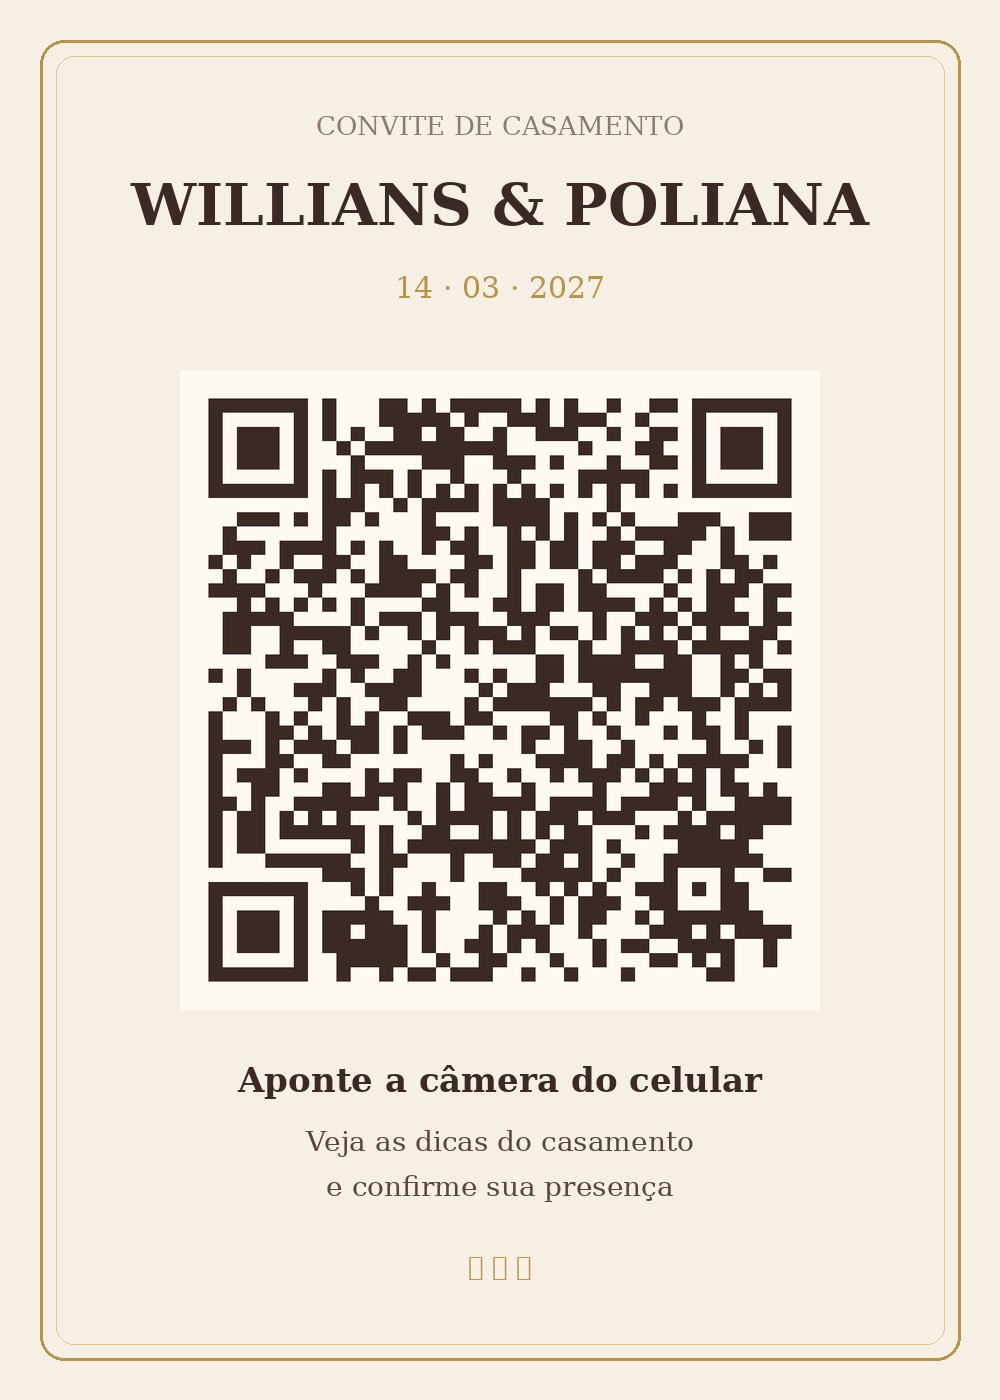 CONVITE DE CASAMENTO
WILLIANS & POLIANA
14 · 03 · 2027
Aponte a câmera do celular
Veja as dicas do casamento
e confirme sua presença